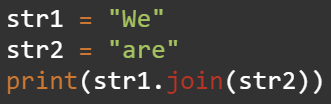 str1 = "We"
str2 = "are"
print(str1.join(str2))